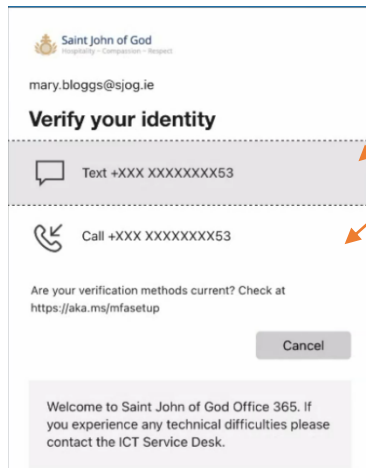 Saint John of God
Hospitality - Compassion - Respect
mary.bloggs@sjog.ie
Verify your identity
Text +XXX XXXXXXXX53
Call +XXX XXXXXXXX53
Are your verification methods current? Check at
https://aka.ms/mfasetup
Cancel
Welcome to Saint John of God Office 365. If
you experience any technical difficulties please
contact the ICT Service Desk.